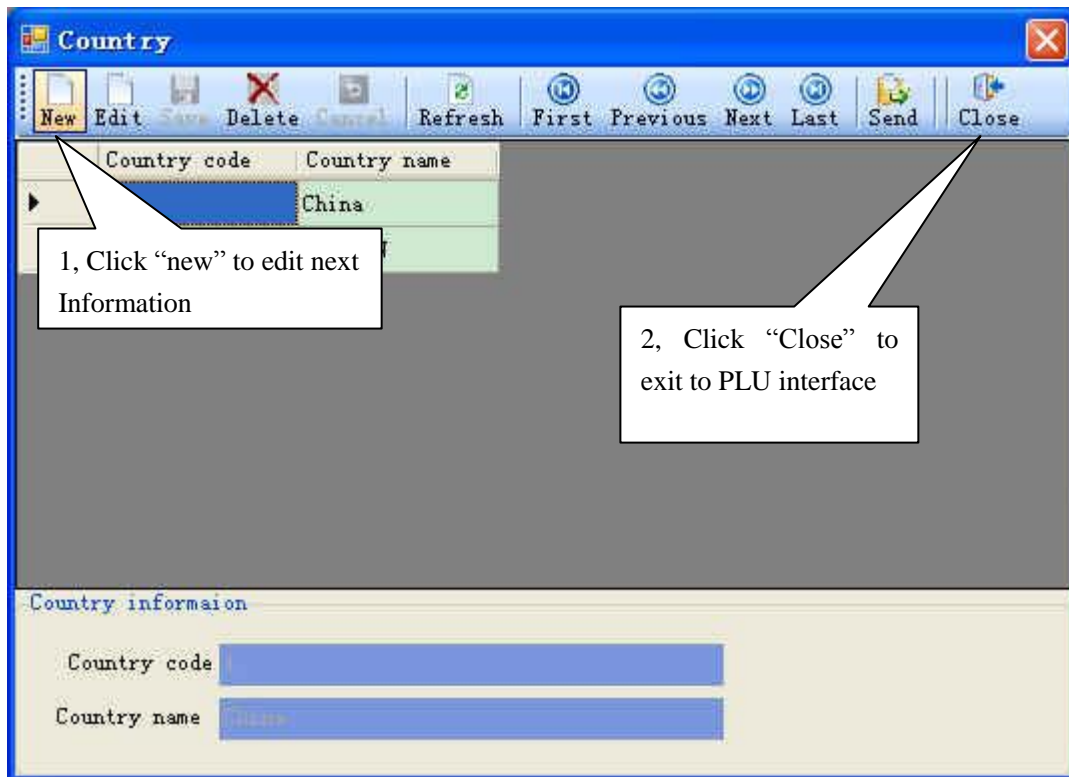 Country
New Edit Save Delete Cancel Refresh First Previous Next Last Send Close
Country code Country name
China
1, Click “new” to edit next
Information
2, Click “Close” to
exit to PLU interface
Country informaion
Country code
Country name China